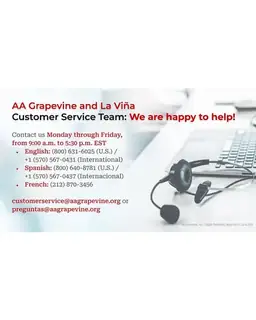 AA Grapevine and La Viña
Customer Service Team: We are happy to help!
Contact us Monday through Friday,
from 9:00 a.m. to 5:30 p.m. EST
• English: (800) 631-6025 (U.S.) /
+1 (570) 567-0431 (International)
• Spanish: (800) 640-8781 (U.S.) /
+1 (570) 567-0437 (Internacional)
• French: (212) 870-3456
customerservice@aagrapevine.org or
preguntas@aagrapevine.org